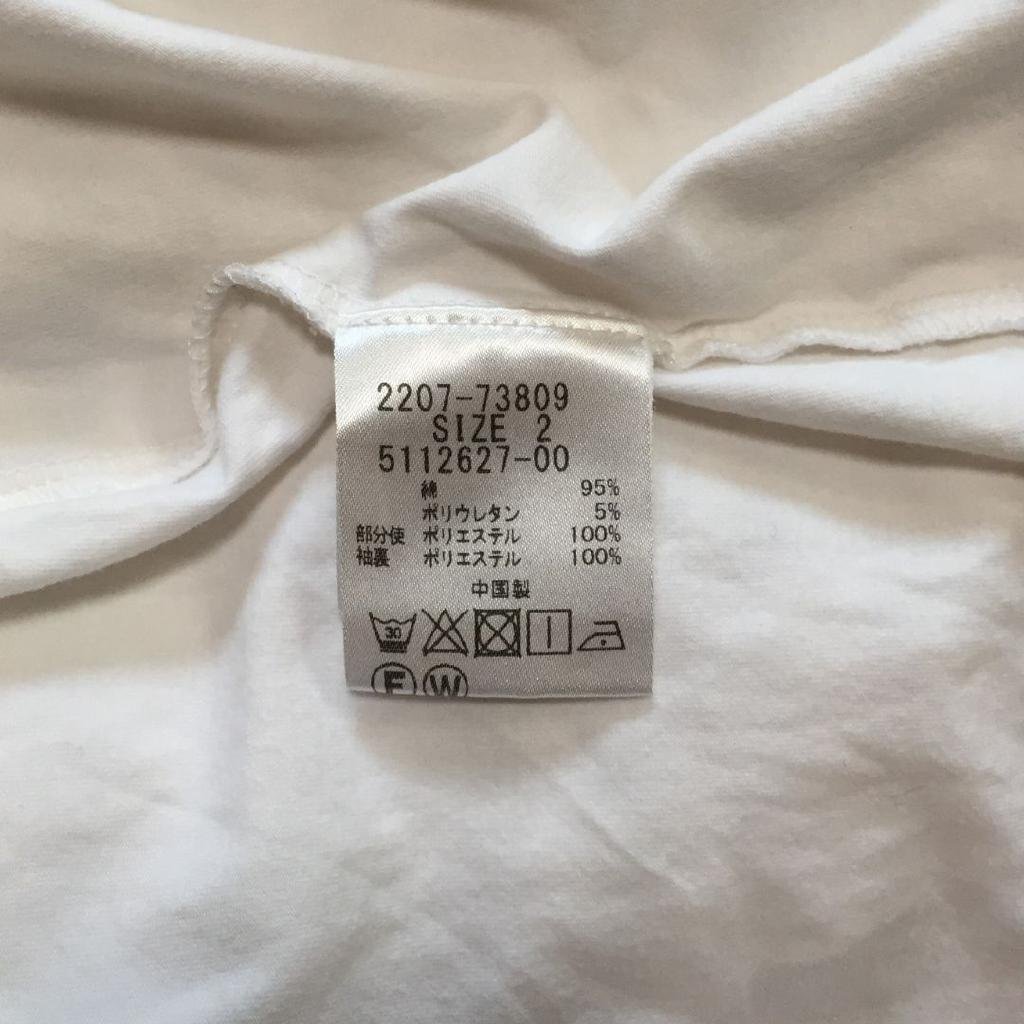 2207-73809
SIZE 2
5112627-00
綿 95%
ポリウレタン 5%
部分使 ポリエステル 100%
袖裏 ポリエステル 100%
中国製
30
F W